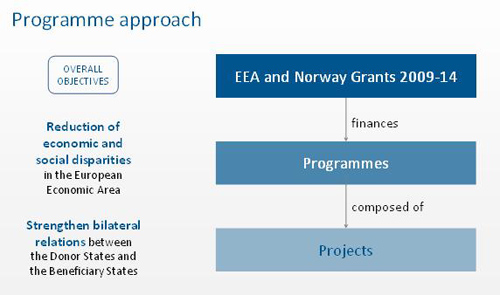 Programme approach
OVERALL
OBJECTIVES
Reduction of
economic and
social disparities
in the European
Economic Area
Strengthen bilateral
relations between
the Donor States and
the Beneficiary States
EEA and Norway Grants 2009-14
finances
Programmes
composed of
Projects